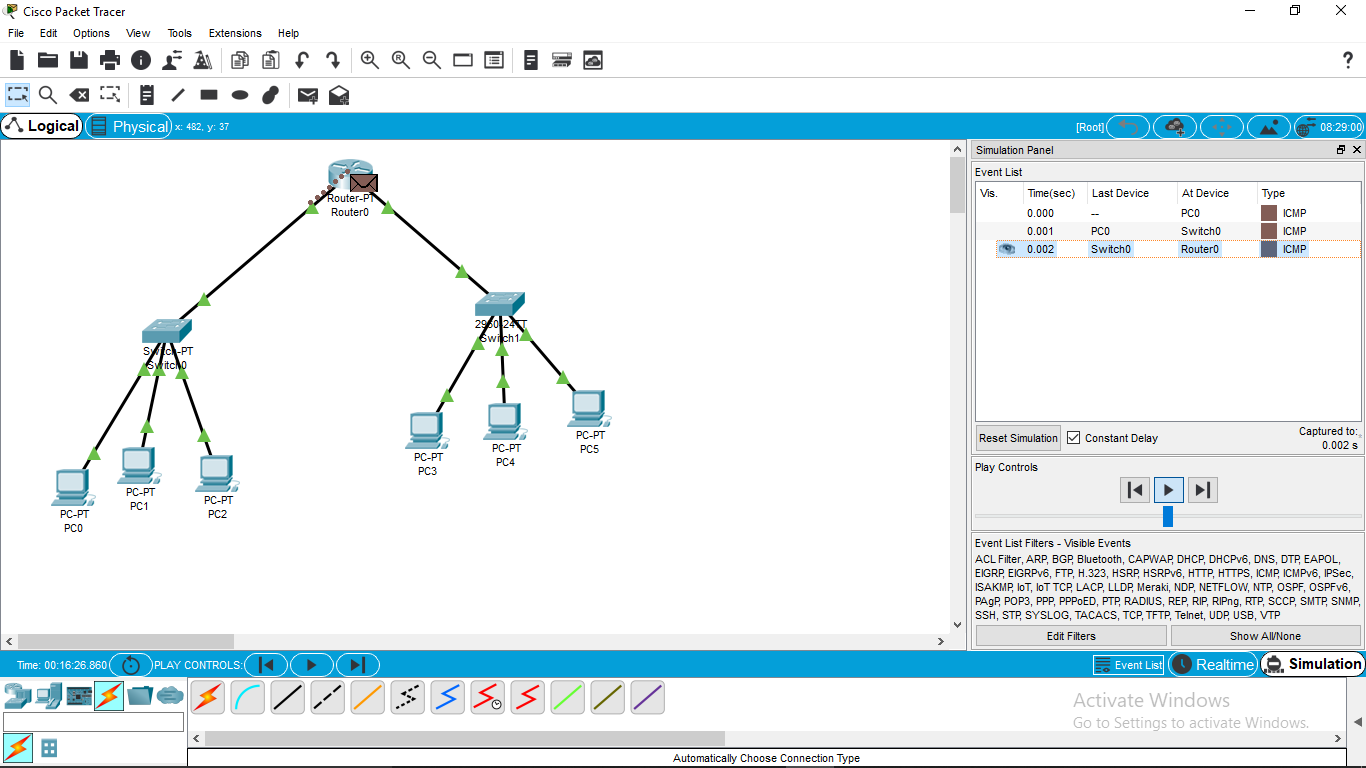 Cisco Packet Tracer
File Edit Options View Tools Extensions Help
Logical Physical x: 482, y: 37 [Root] 08:29:00
Router-PT
Router0
Switch-PT
Switch0
2960-24TT
Switch1
PC-PT
PC0
PC-PT
PC1
PC-PT
PC2
PC-PT
PC3
PC-PT
PC4
PC-PT
PC5
Simulation Panel
Event List
Vis. Time(sec) Last Device At Device Type
0.000 -- PC0 ICMP
0.001 PC0 Switch0 ICMP
0.002 Switch0 Router0 ICMP
Reset Simulation Constant Delay Captured to:
0.002 s
Play Controls
Event List Filters - Visible Events
ACL Filter, ARP, BGP, Bluetooth, CAPWAP, DHCP, DHCPv6, DNS, DTP, EAPOL,
EIGRP, EIGRPv6, FTP, H.323, HSRP, HSRPv6, HTTP, HTTPS, ICMP, ICMPv6, IPSec,
ISAKMP, IoT, IoT TCP, LACP, LLDP, Meraki, NDP, NETFLOW, NTP, OSPF, OSPFv6,
PAgP, POP3, PPP, PPPoED, PTP, RADIUS, REP, RIP, RIPng, RTP, SCCP, SMTP, SNMP,
SSH, STP, SYSLOG, TACACS, TCP, TFTP, Telnet, UDP, USB, VTP
Edit Filters Show All/None
Time: 00:16:26.860 PLAY CONTROLS: Event List Realtime Simulation
Activate Windows
Go to Settings to activate Windows.
Automatically Choose Connection Type